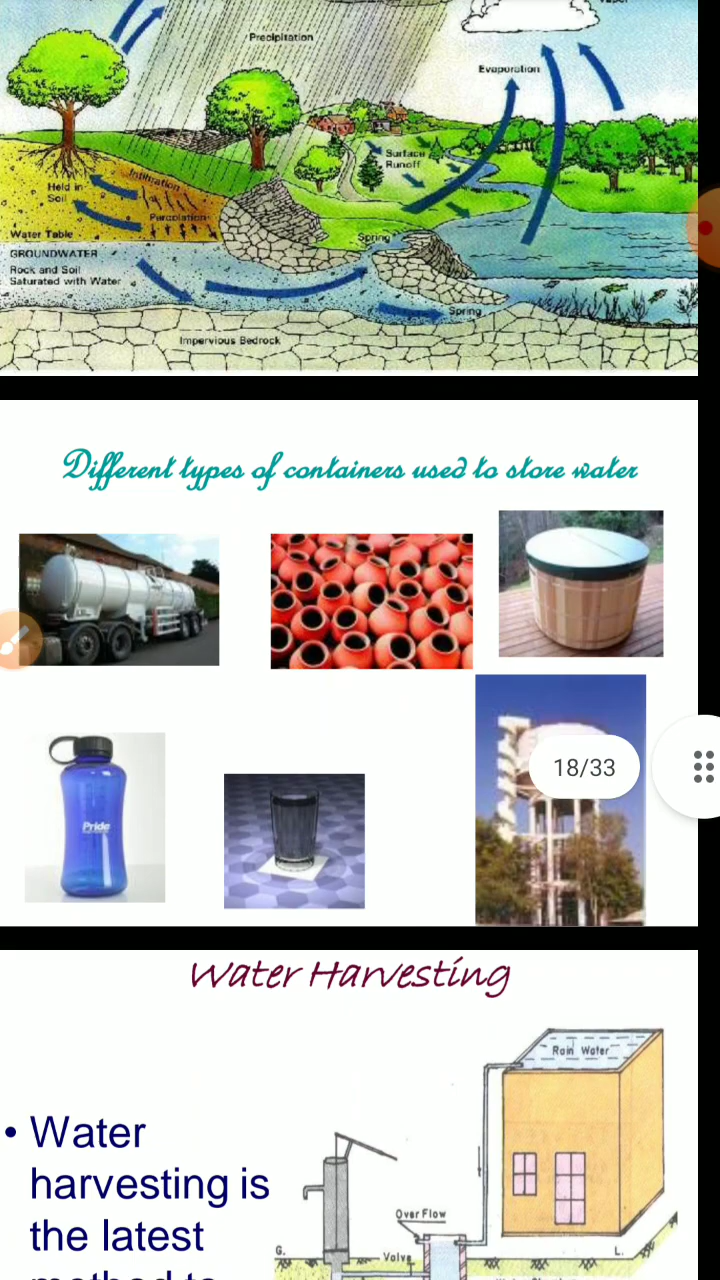 Precipitation
Evaporation
Surface
Runoff
Held in
Soil
Infiltration
Parcolation
Water Table
Spring
GROUNDWATER
Rock and Soil
Saturated with Water
Spring
Impervious Bedrock
Different types of containers used to store water
Pride
18/33
Water Harvesting
Rain Water
• Water
harvesting is
the latest
Over Flow
G.
L.
Valve